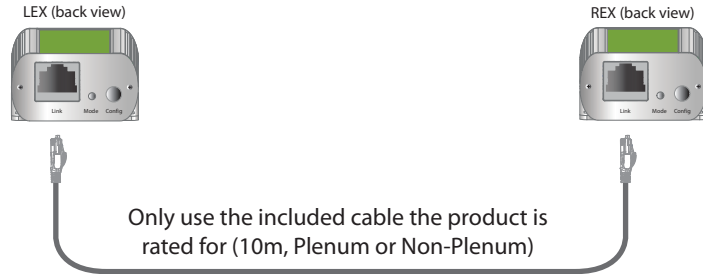 LEX (back view)
REX (back view)
Link Mode Config
Link Mode Config
Only use the included cable the product is
rated for (10m, Plenum or Non-Plenum)